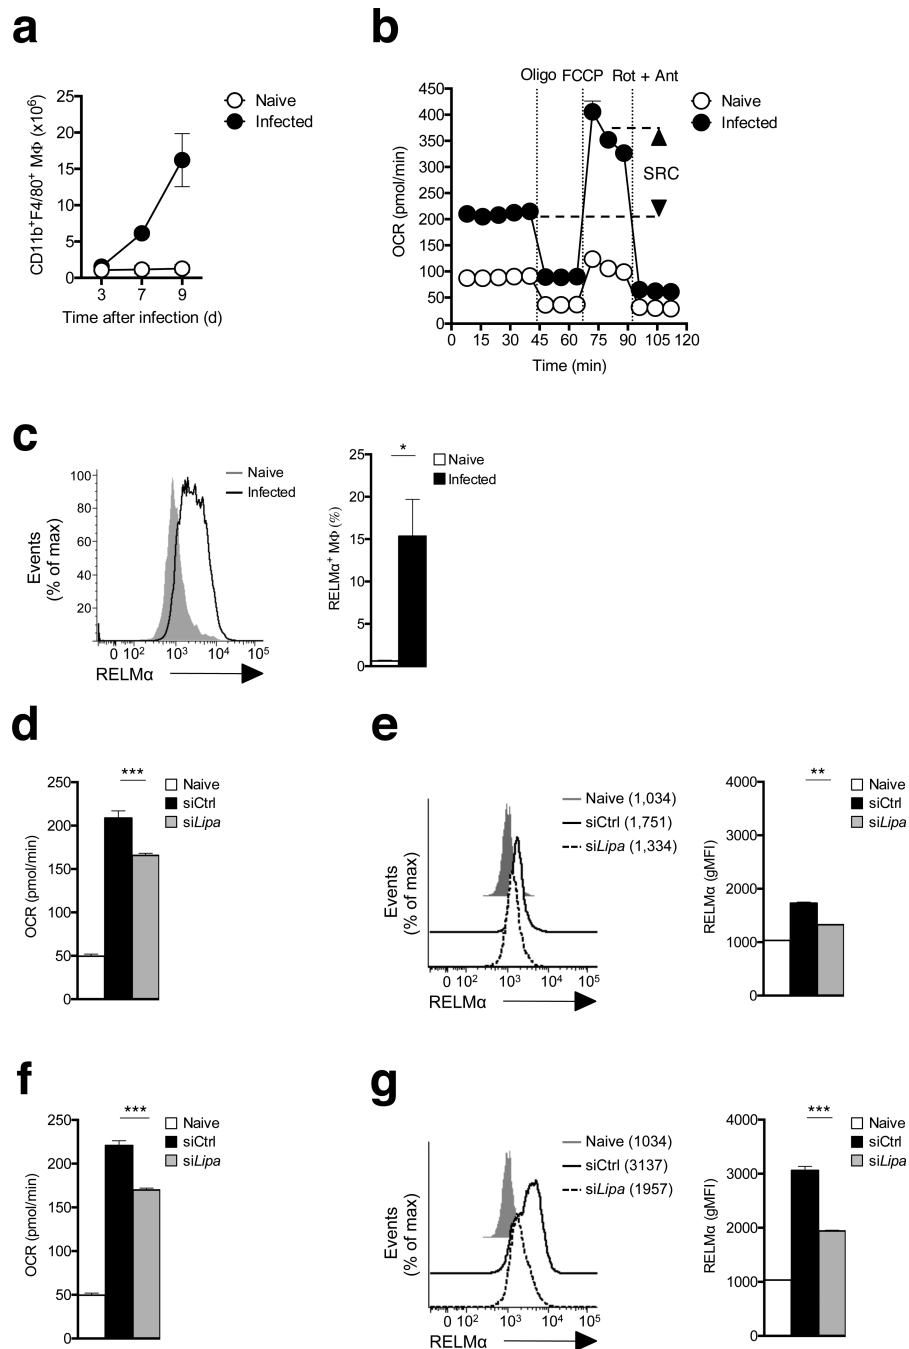 a
CD11b⁺F4/80⁺ MΦ (x10⁶)
25
20
15
10
5
0
3 7 9
Time after infection (d)
Naive
Infected
b
Oligo FCCP Rot + Ant
OCR (pmol/min)
450
400
350
300
250
200
150
100
50
0
0 15 30 45 60 75 90 105 120
Time (min)
SRC
Naive
Infected
c
Events
(% of max)
100
80
60
40
20
0 10² 10³ 10⁴ 10⁵
RELMα
Naive
Infected
RELMα⁺ MΦ (%)
25
20
15
10
5
0
*
Naive
Infected
d
OCR (pmol/min)
250
200
150
100
50
0
***
Naive
siCtrl
siLipa
e
Events
(% of max)
Naive (1,034)
siCtrl (1,751)
siLipa (1,334)
0 10² 10³ 10⁴ 10⁵
RELMα
RELMα (gMFI)
4000
3000
2000
1000
0
**
Naive
siCtrl
siLipa
f
OCR (pmol/min)
250
200
150
100
50
0
***
Naive
siCtrl
siLipa
g
Events
(% of max)
Naive (1034)
siCtrl (3137)
siLipa (1957)
0 10² 10³ 10⁴ 10⁵
RELMα
RELMα (gMFI)
4000
3000
2000
1000
0
***
Naive
siCtrl
siLipa